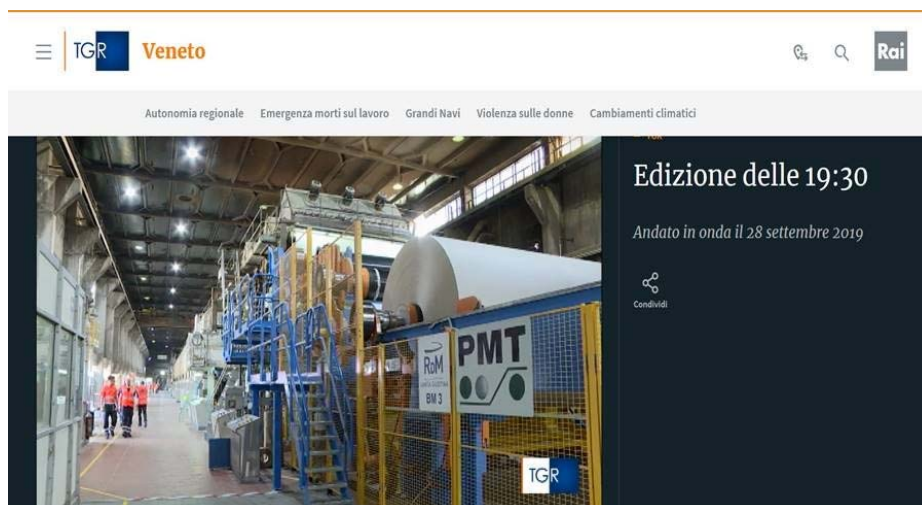 TGR
Veneto
Rai
Autonomia regionale Emergenza morti sul lavoro Grandi Navi Violenza sulle donne Cambiamenti climatici
Edizione delle 19:30
Andato in onda il 28 settembre 2019
Condividi
RDM
BM 3
PMT
TGR